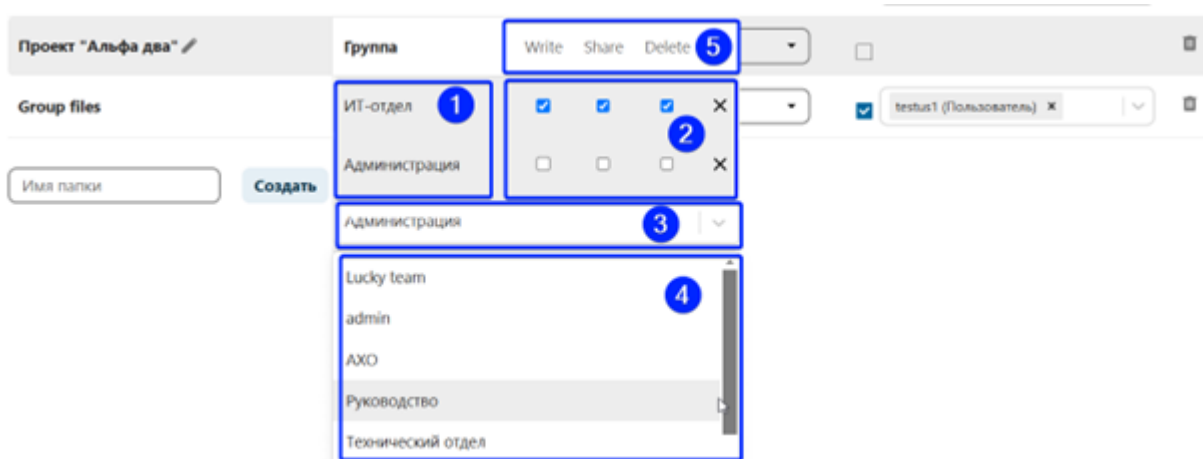 Проект "Альфа два" Группа Write Share Delete 5
Group files ИТ-отдел 1 testus1 (Пользователь) ×
2
Администрация
Имя папки Создать
Администрация 3
Lucky team
4
admin
АХО
Руководство
Технический отдел